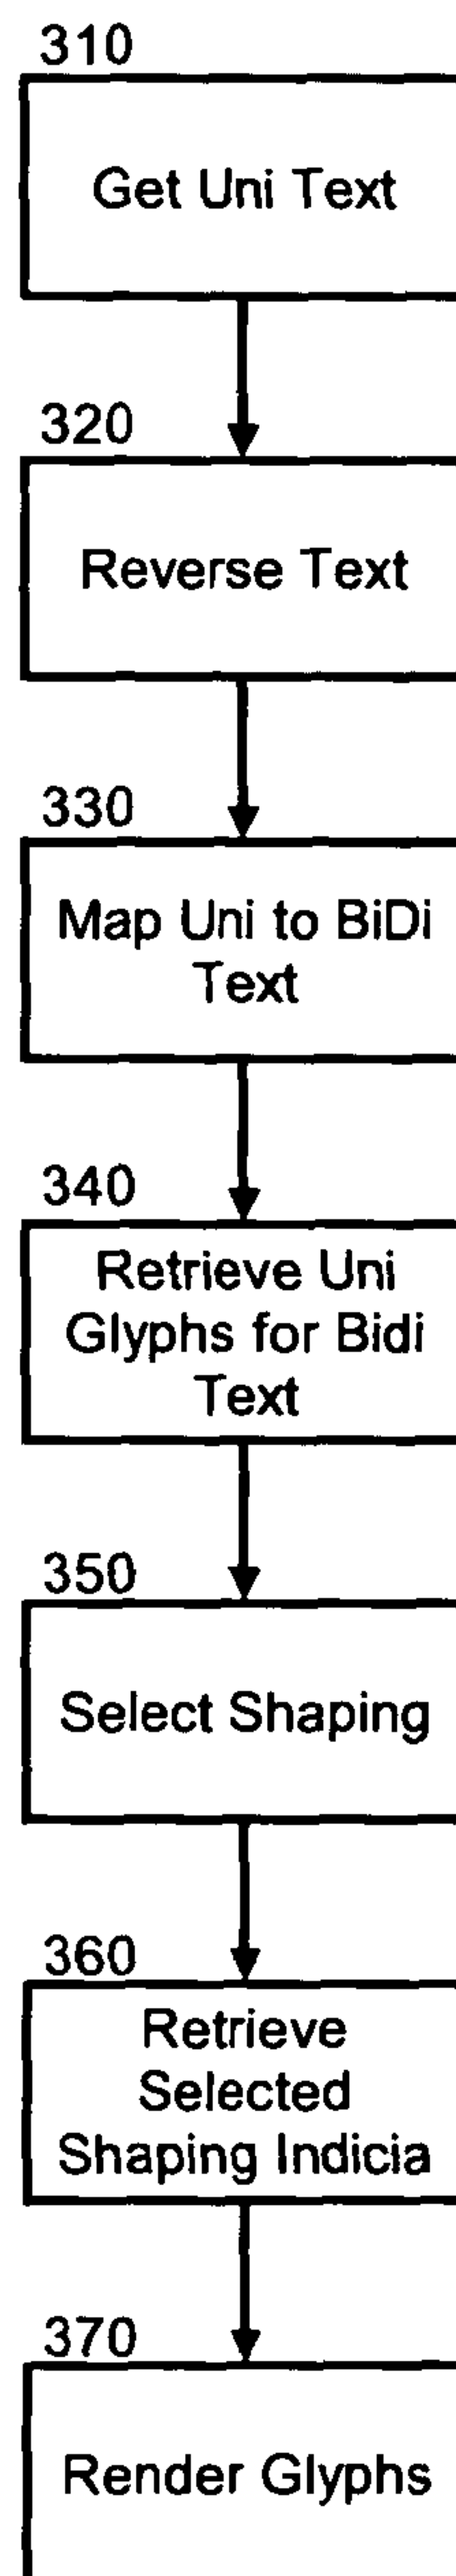 310
Get Uni Text
320
Reverse Text
330
Map Uni to BiDi
Text
340
Retrieve Uni
Glyphs for Bidi
Text
350
Select Shaping
360
Retrieve
Selected
Shaping Indicia
370
Render Glyphs